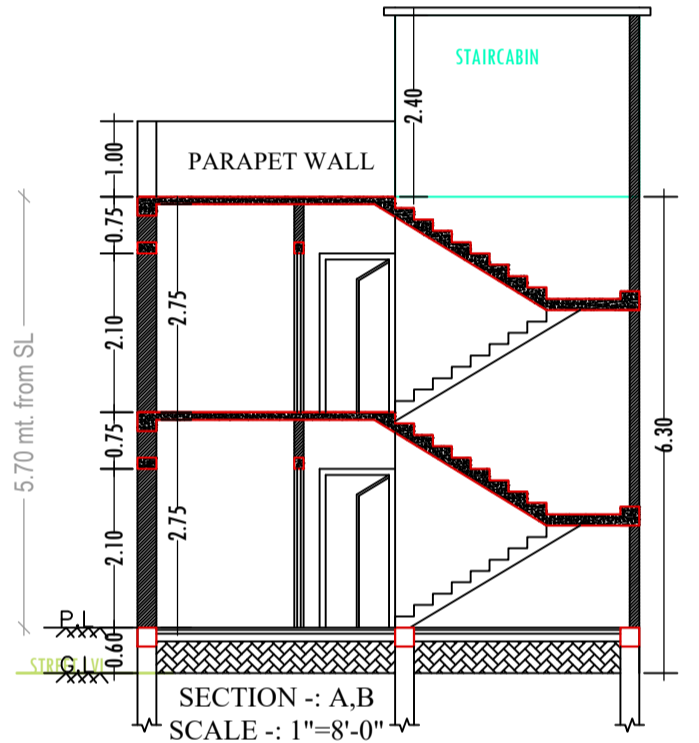 STAIRCABIN
2.40
1.00
PARAPET WALL
0.75
2.10
2.75
5.70 mt. from SL
0.75
6.30
2.10
2.75
P.L
0.60
G.L
SECTION -: A,B
SCALE -: 1"=8'-0"